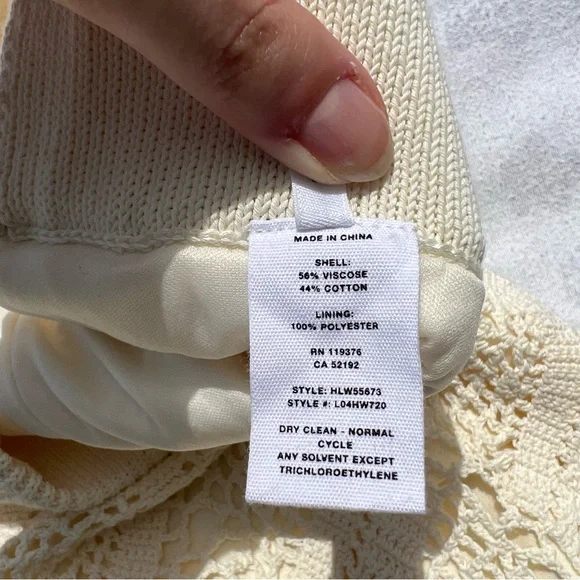 MADE IN CHINA
SHELL:
56% VISCOSE
44% COTTON
LINING:
100% POLYESTER
RN 119376
CA 52192
STYLE: HLW55673
STYLE #: L04HW720
DRY CLEAN - NORMAL
CYCLE
ANY SOLVENT EXCEPT
TRICHLOROETHYLENE